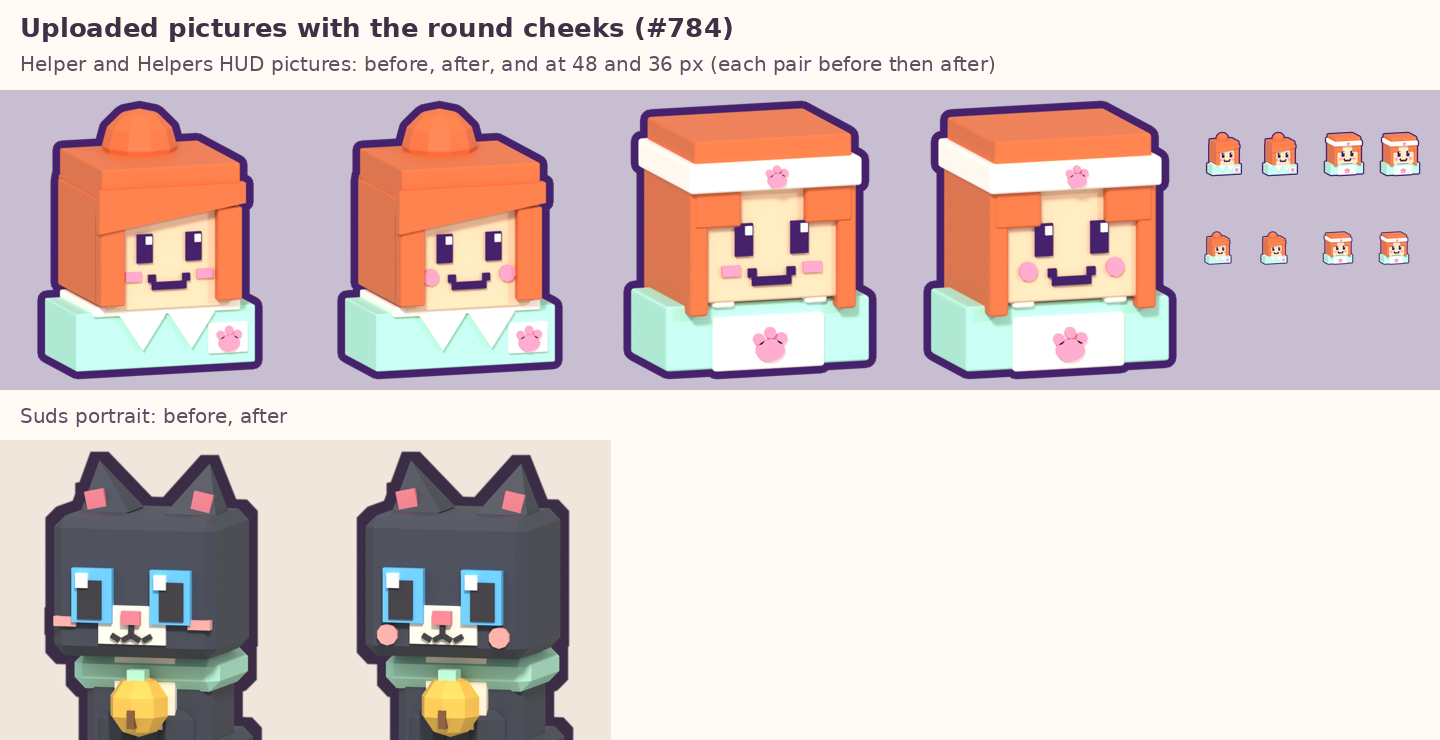 Uploaded pictures with the round cheeks (#784)
Helper and Helpers HUD pictures: before, after, and at 48 and 36 px (each pair before then after)
Suds portrait: before, after